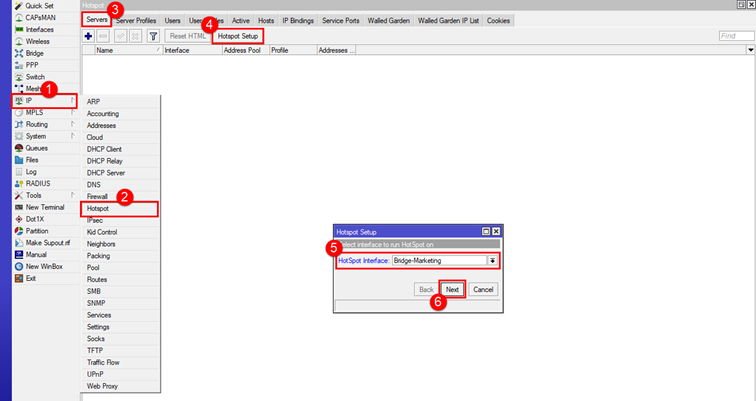 Quick Set
CAPsMAN
Interfaces
Wireless
Bridge
PPP
Switch
Mesh
1
IP
MPLS
Routing
System
Queues
Files
Log
RADIUS
Tools
New Terminal
Dot1X
Partition
Make Supout.rif
Manual
New WinBox
Exit
ARP
Accounting
Addresses
Cloud
DHCP Client
DHCP Relay
DHCP Server
DNS
Firewall
2
Hotspot
IPsec
Kid Control
Neighbors
Packing
Pool
Routes
SMB
SNMP
Services
Settings
Socks
TFTP
Traffic Flow
UPnP
Web Proxy
Hotspot
3
4
Servers Server Profiles Users Active Hosts IP Bindings Service Ports Walled Garden Walled Garden IP List Cookies
Reset HTML Hotspot Setup Find
Name Interface Address Pool Profile Addresses ...
Hotspot Setup
Select interface to run HotSpot on
5
HotSpot Interface: Bridge-Marketing
Back Next Cancel
6